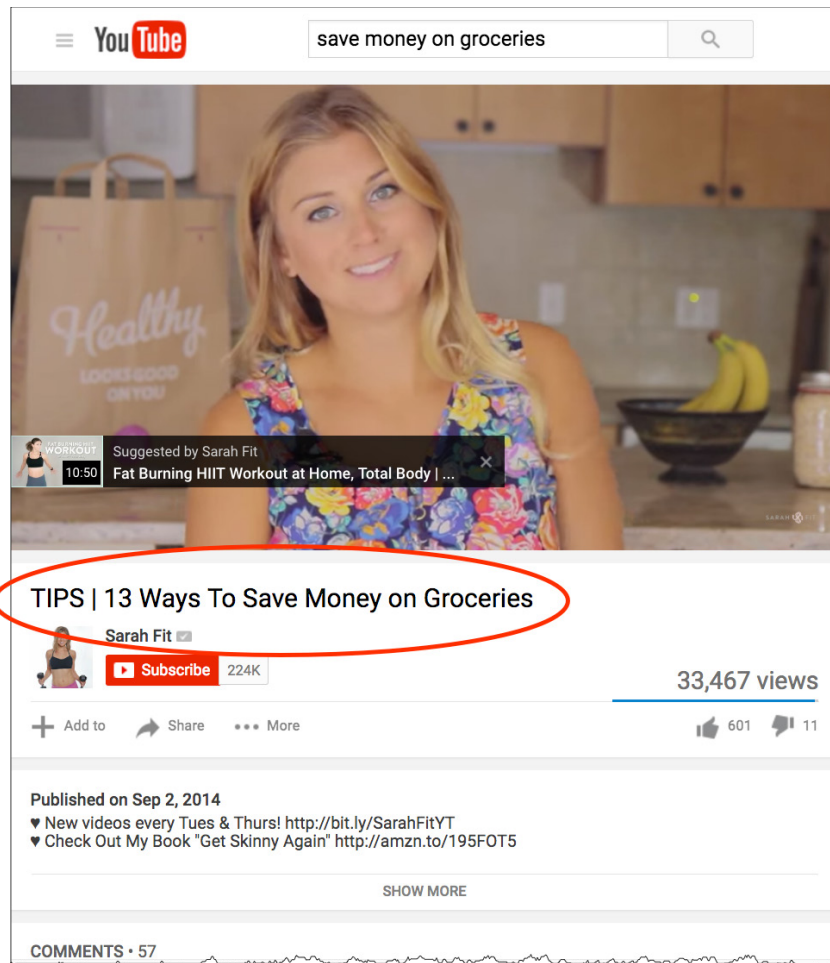 YouTube
save money on groceries
Healthy
LOOKS GOOD
ON YOU
FAT BURNING HIIT
WORKOUT
10:50
Suggested by Sarah Fit
Fat Burning HIIT Workout at Home, Total Body | ...
SARAH FIT
TIPS | 13 Ways To Save Money on Groceries
Sarah Fit
Subscribe 224K
33,467 views
Add to Share More
601 11
Published on Sep 2, 2014
♥ New videos every Tues & Thurs! http://bit.ly/SarahFitYT
♥ Check Out My Book "Get Skinny Again" http://amzn.to/195FOT5
SHOW MORE
COMMENTS • 57